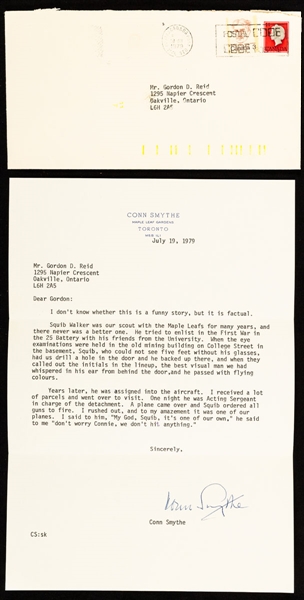 POSTAL CODE
CANADA
Mr. Gordon D. Reid
1295 Napier Crescent
Oakville, Ontario
L6H 2A5
CONN SMYTHE
MAPLE LEAF GARDENS
TORONTO
July 19, 1979
Mr. Gordon D. Reid
1295 Napier Crescent
Oakville, Ontario
L6H 2A5
Dear Gordon:
I don't know whether this is a funny story, but it is factual.
Squib Walker was our scout with the Maple Leafs for many years, and
there never was a better one. He tried to enlist in the First War in
the 25 Battery with his friends from the University. When the eye
examinations were held in the old mining building on College Street in
the basement, Squib, who could not see five feet without his glasses,
had us drill a hole in the door and he backed up there, and when they
called out the initials in the lineup, the best visual man we had
whispered in his ear from behind the door,and he passed with flying
colours.
Years later, he was assigned into the aircraft. I received a lot
of parcels and went over to visit. One night he was Acting Sergeant
in charge of the detachment. A plane came over and Squib ordered all
guns to fire. I rushed out, and to my amazement it was one of our
planes. I said to him, "My God, Squib, it's one of our own," he said
to me "don't worry Connie, we don't hit anything."
Sincerely,
Conn Smythe
Conn Smythe
CS:sk